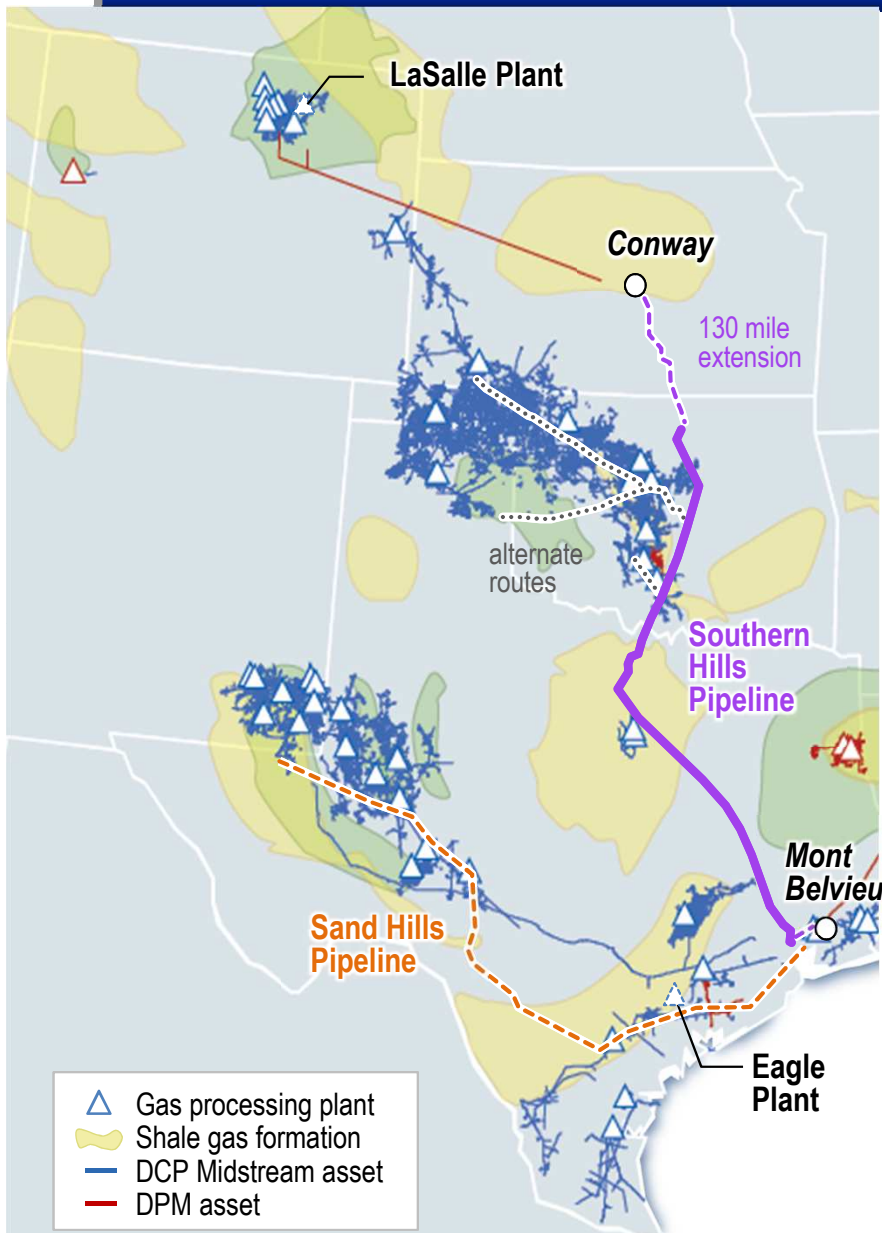 LaSalle Plant
Conway
130 mile
extension
alternate
routes
Southern
Hills
Pipeline
Mont
Belvieu
Sand Hills
Pipeline
Eagle
Plant
Gas processing plant
Shale gas formation
DCP Midstream asset
DPM asset